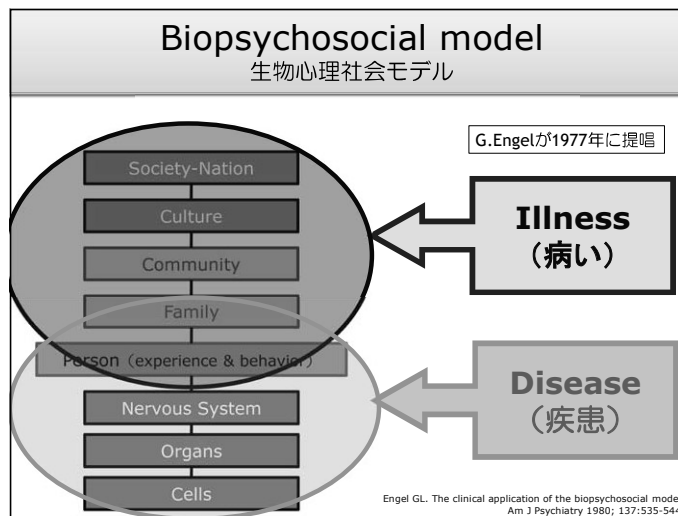 Biopsychosocial model
生物心理社会モデル
G.Engelが1977年に提唱
Society-Nation
Culture
Community
Family
Person（experience & behavior）
Nervous System
Organs
Cells
Illness
（病い）
Disease
（疾患）
Engel GL. The clinical application of the biopsychosocial mode
Am J Psychiatry 1980; 137:535-544